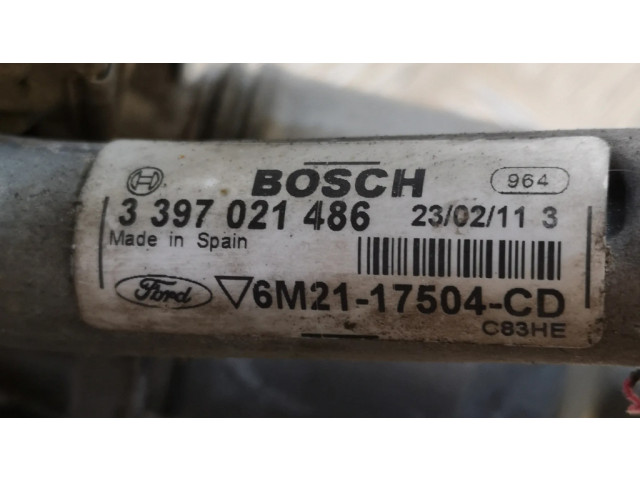 BOSCH 964
3 397 021 486 23/02/11 3
Made in Spain
Ford 6M21-17504-CD
C83HE